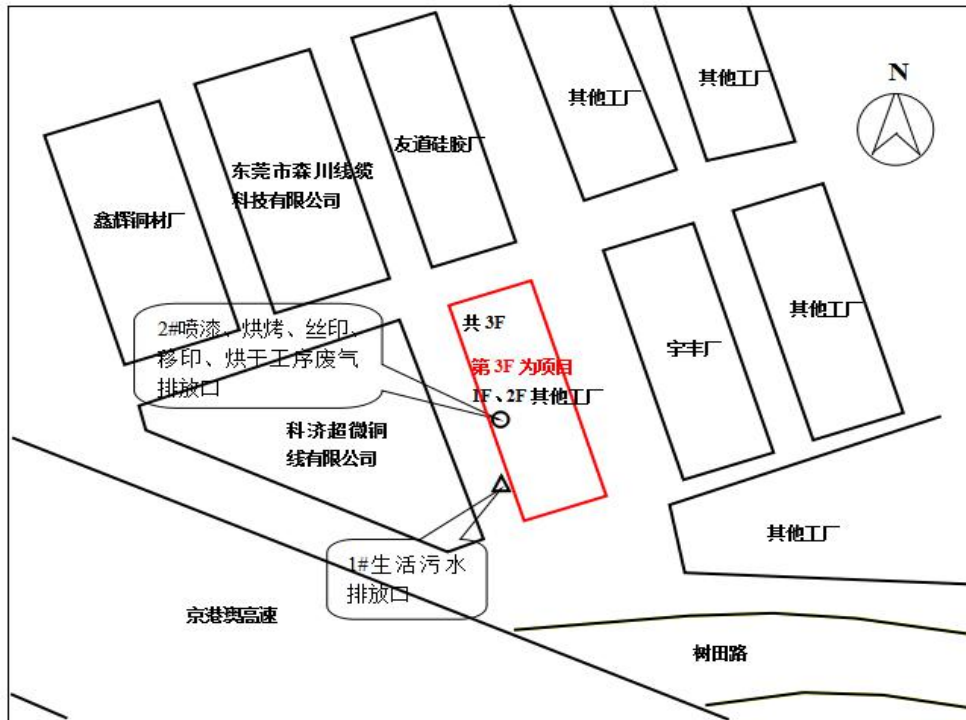 其他工厂
其他工厂
N
友道硅胶厂
东莞市森川线缆
科技有限公司
鑫辉铜材厂
2#喷漆、烘烤、丝印、
移印、烘干工序废气
排放口
共 3F
第 3F 为项目
1F、2F 其他工厂
宇丰厂
其他工厂
科济超微铜
线有限公司
其他工厂
1#生活污水
排放口
京港澳高速
树田路